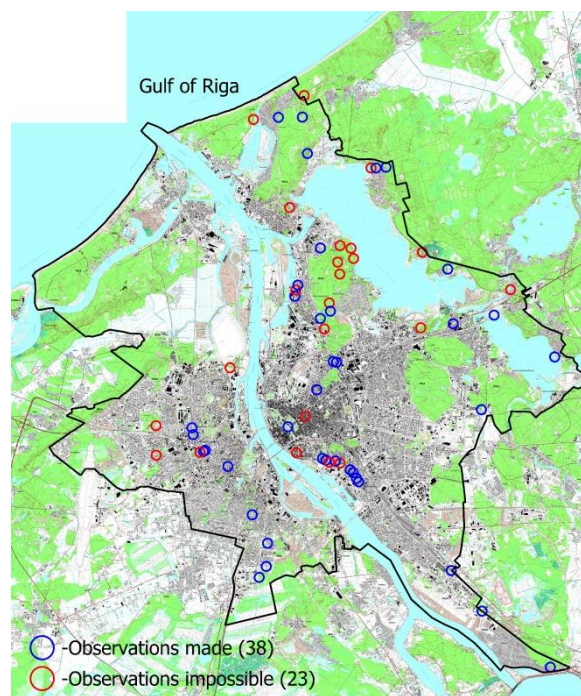 Gulf of Riga
-Observations made (38)
-Observations impossible (23)